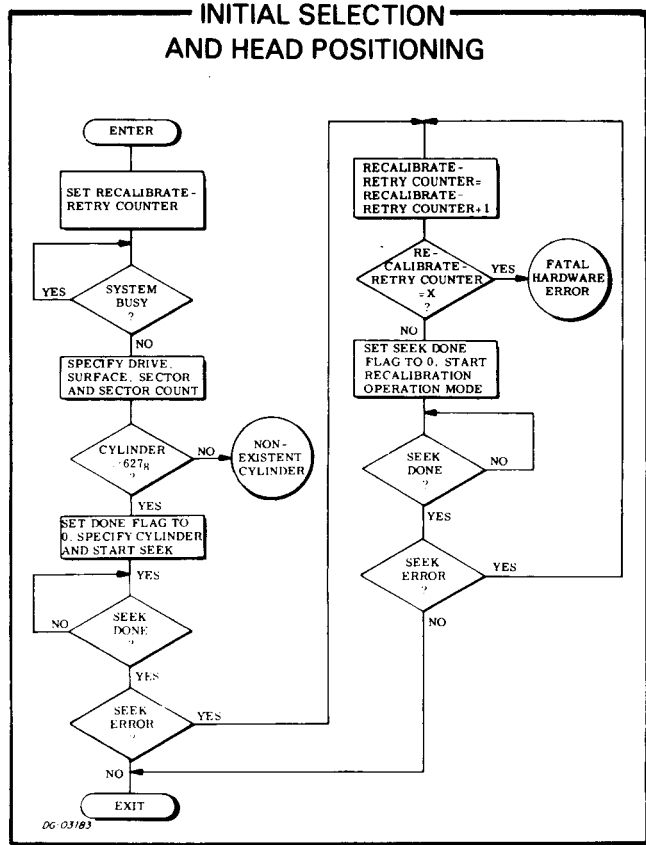 INITIAL SELECTION
AND HEAD POSITIONING
ENTER
SET RECALIBRATE-
RETRY COUNTER
YES
SYSTEM
BUSY
?
NO
SPECIFY DRIVE,
SURFACE, SECTOR
AND SECTOR COUNT
CYLINDER
627₈
?
NO
NON-
EXISTENT
CYLINDER
YES
SET DONE FLAG TO
0. SPECIFY CYLINDER
AND START SEEK
YES
NO
SEEK
DONE
?
YES
SEEK
ERROR
?
YES
NO
EXIT
RECALIBRATE-
RETRY COUNTER=
RECALIBRATE-
RETRY COUNTER+1
RE-
CALIBRATE-
RETRY COUNTER
=X
?
YES
FATAL
HARDWARE
ERROR
NO
SET SEEK DONE
FLAG TO 0. START
RECALIBRATION
OPERATION MODE
SEEK
DONE
?
NO
YES
SEEK
ERROR
?
YES
NO
DG-03183